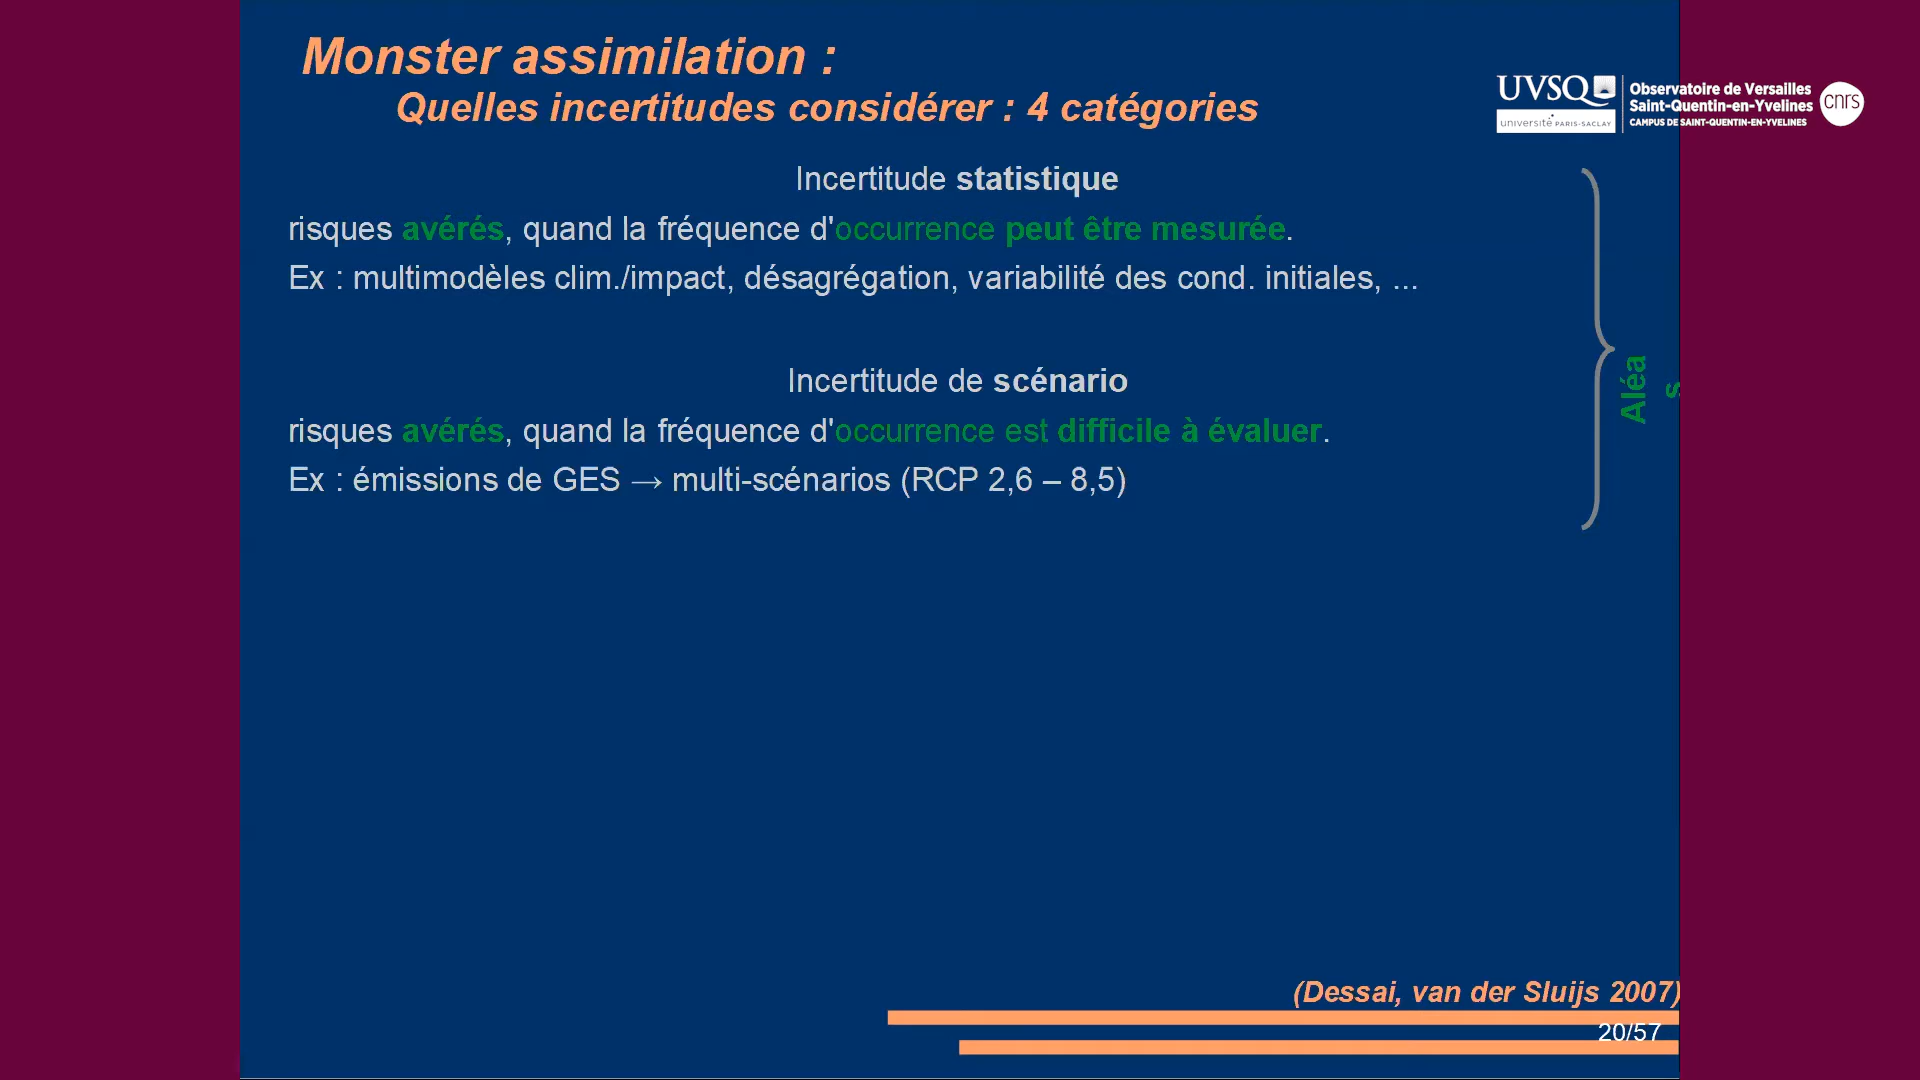 Monster assimilation :
Quelles incertitudes considérer : 4 catégories
UVSQ
université PARIS-SACLAY
Observatoire de Versailles
Saint-Quentin-en-Yvelines
CAMPUS DE SAINT-QUENTIN-EN-YVELINES
cnrs
Incertitude statistique
risques avérés, quand la fréquence d'occurrence peut être mesurée.
Ex : multimodèles clim./impact, désagrégation, variabilité des cond. initiales, ...
Incertitude de scénario
risques avérés, quand la fréquence d'occurrence est difficile à évaluer.
Ex : émissions de GES → multi-scénarios (RCP 2,6 – 8,5)
Aléa
s
(Dessai, van der Sluijs 2007)
20/57